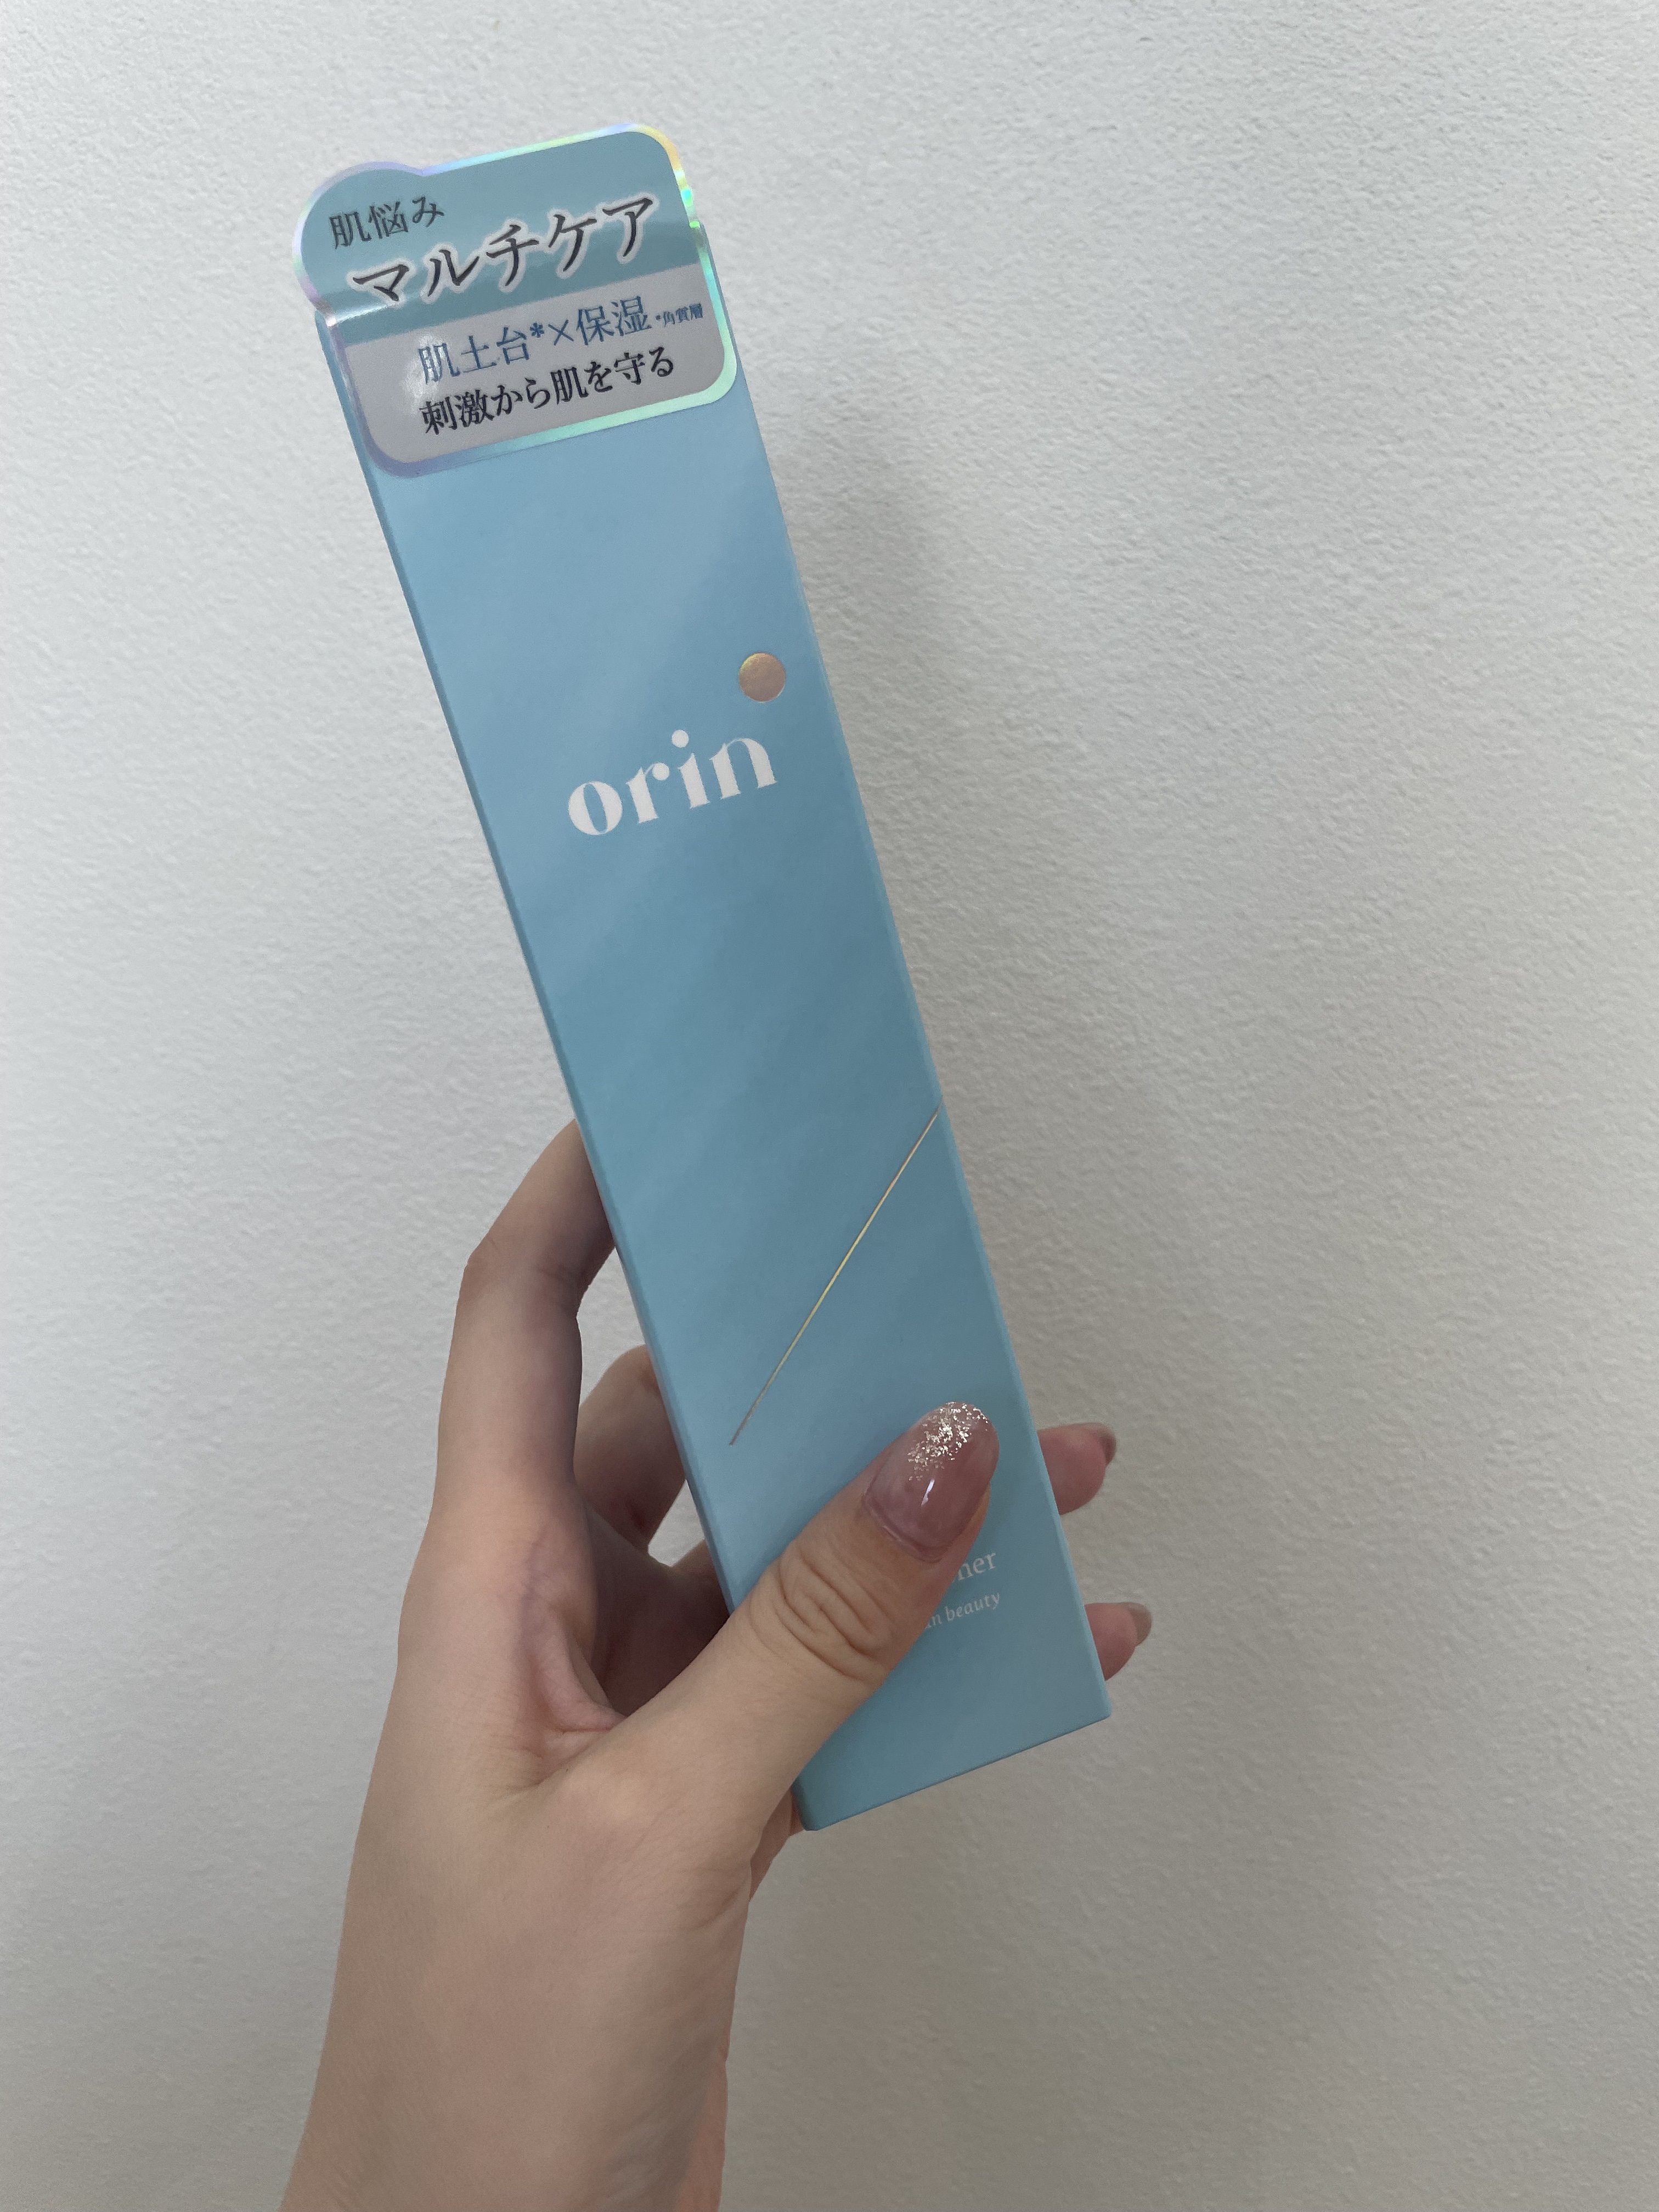 肌悩み
マルチケア
肌土台*×保湿 *角質層
刺激から肌を守る
orin
beauty